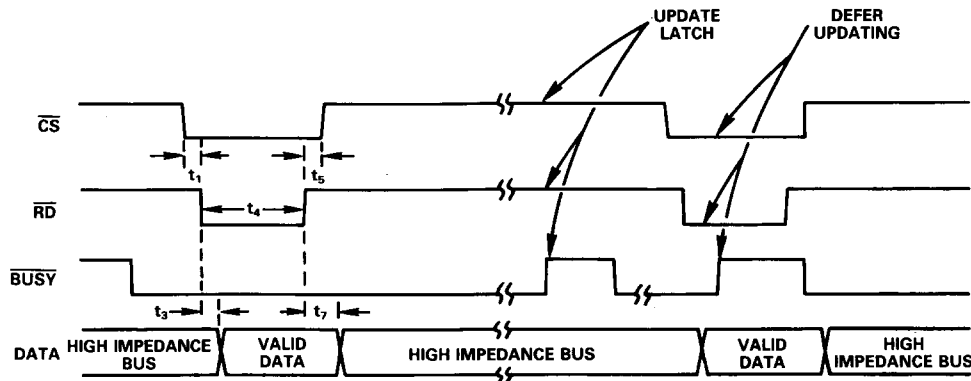 UPDATE
LATCH
DEFER
UPDATING
CS
t1
t5
RD
t4
BUSY
t3
t7
DATA
HIGH IMPEDANCE
BUS
VALID
DATA
HIGH IMPEDANCE BUS
VALID
DATA
HIGH
IMPEDANCE BUS